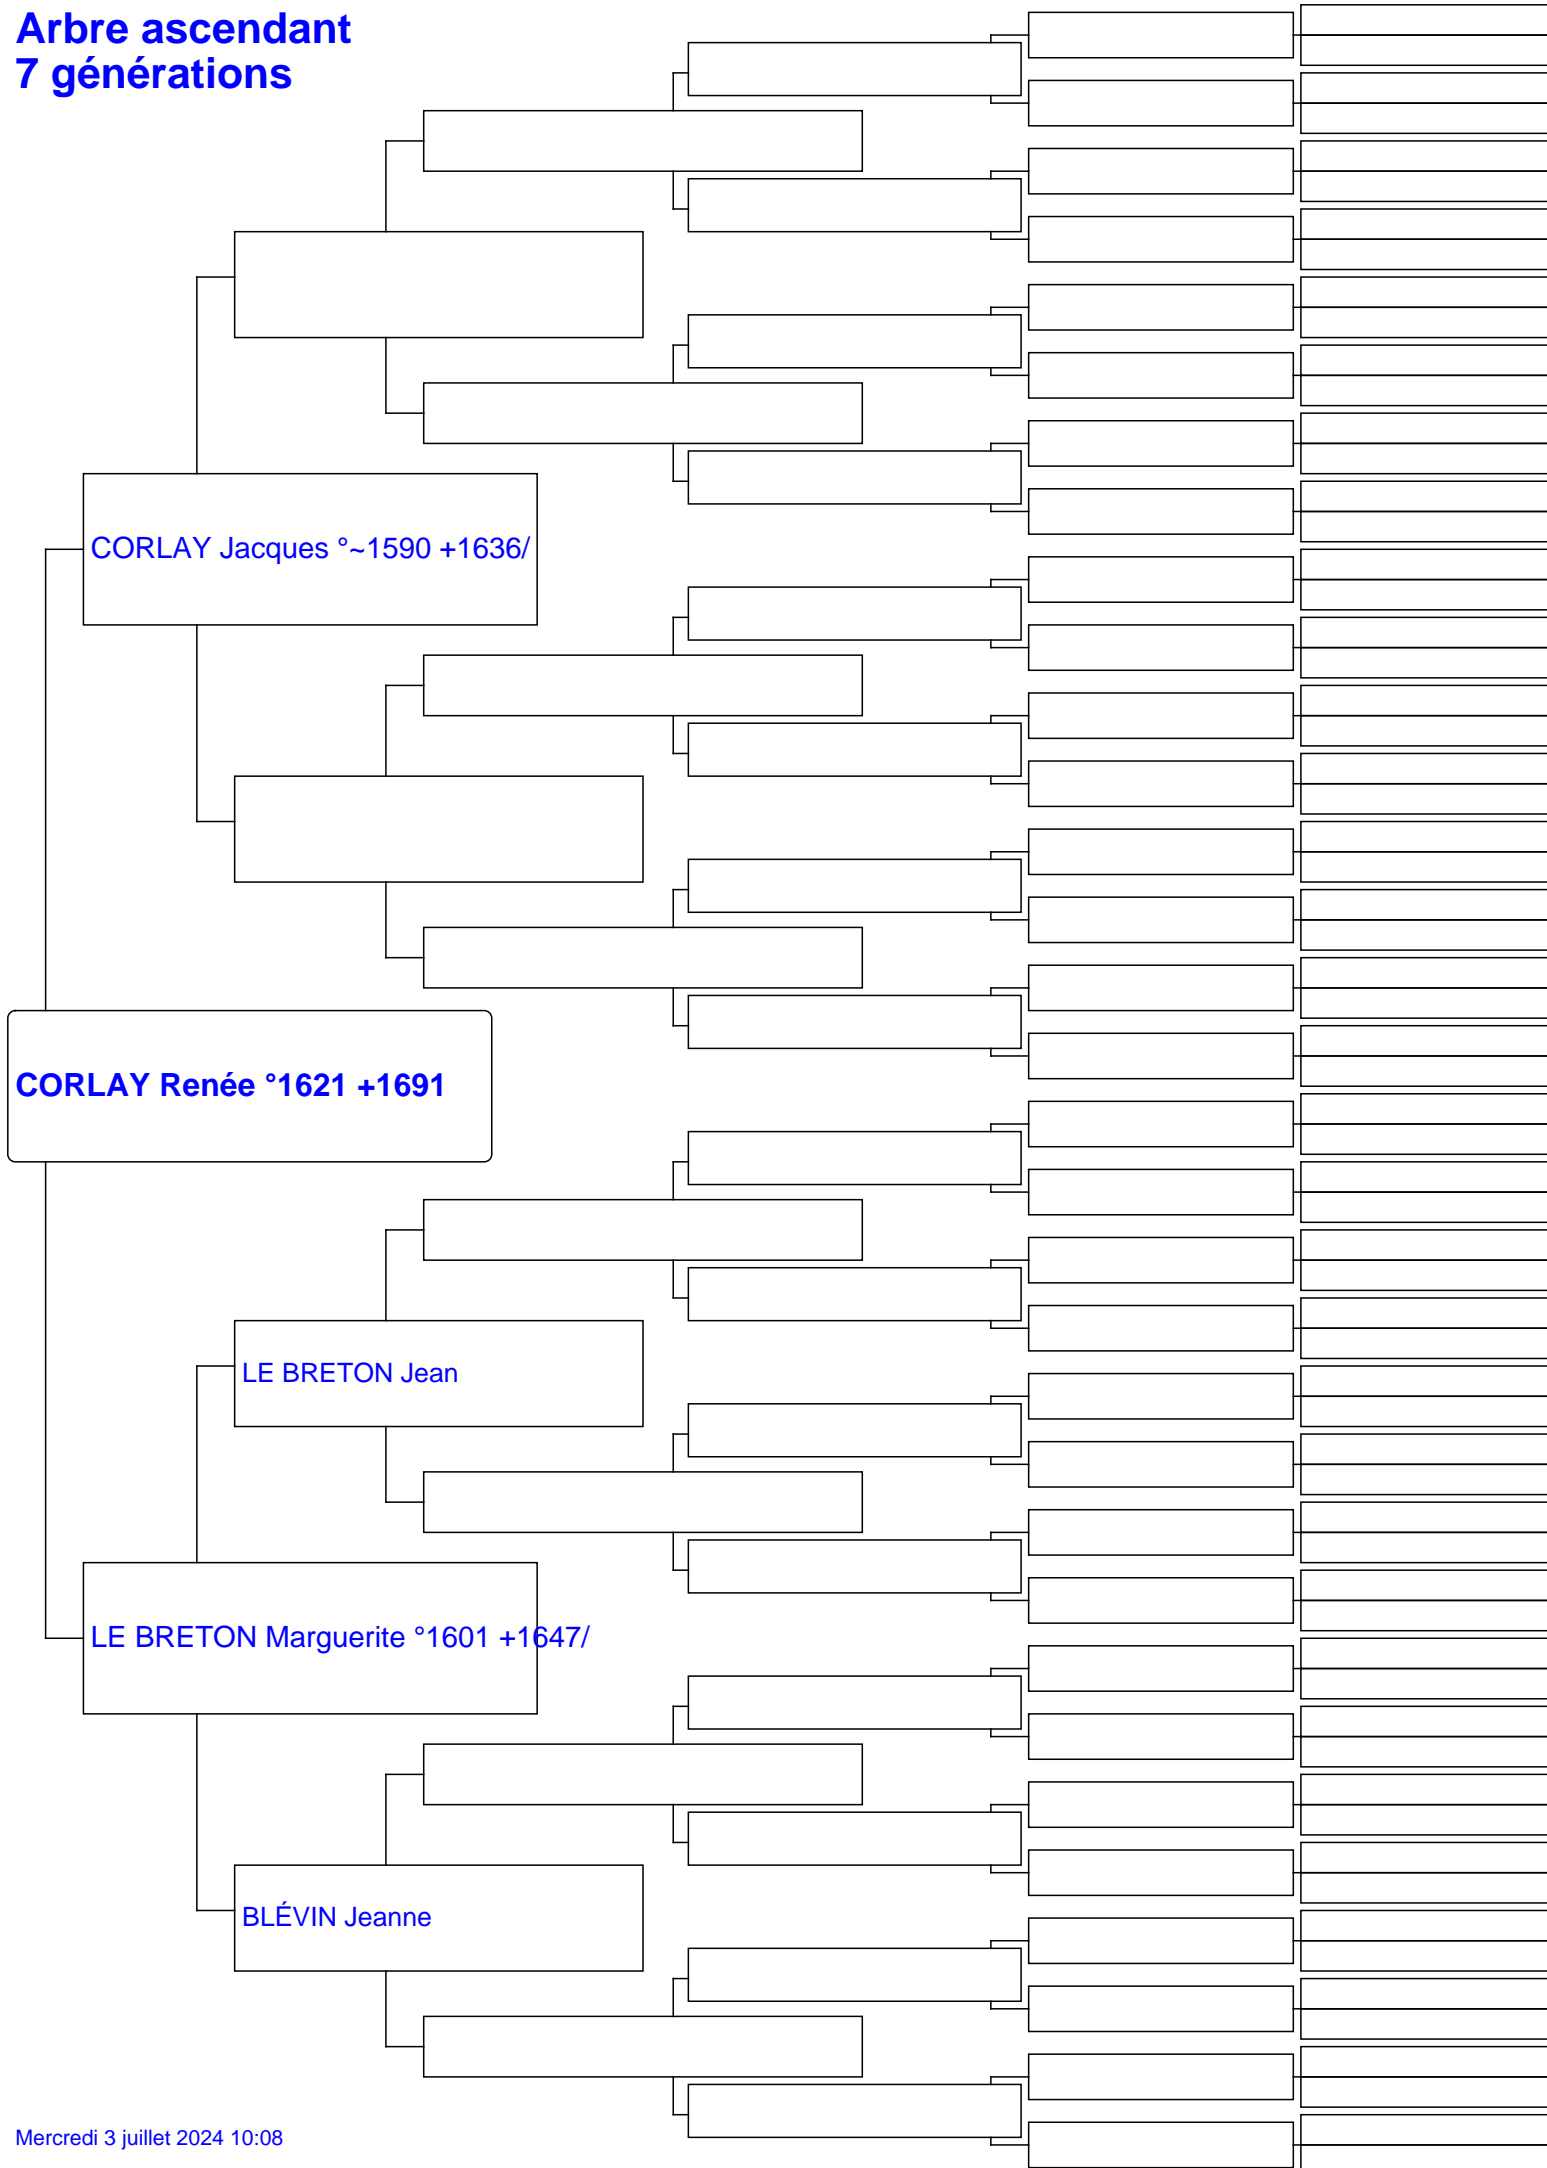 Arbre ascendant
7 générations
CORLAY Jacques °~1590 +1636/
CORLAY Renée °1621 +1691
LE BRETON Jean
LE BRETON Marguerite °1601 +1647/
BLÉVIN Jeanne
Mercredi 3 juillet 2024 10:08